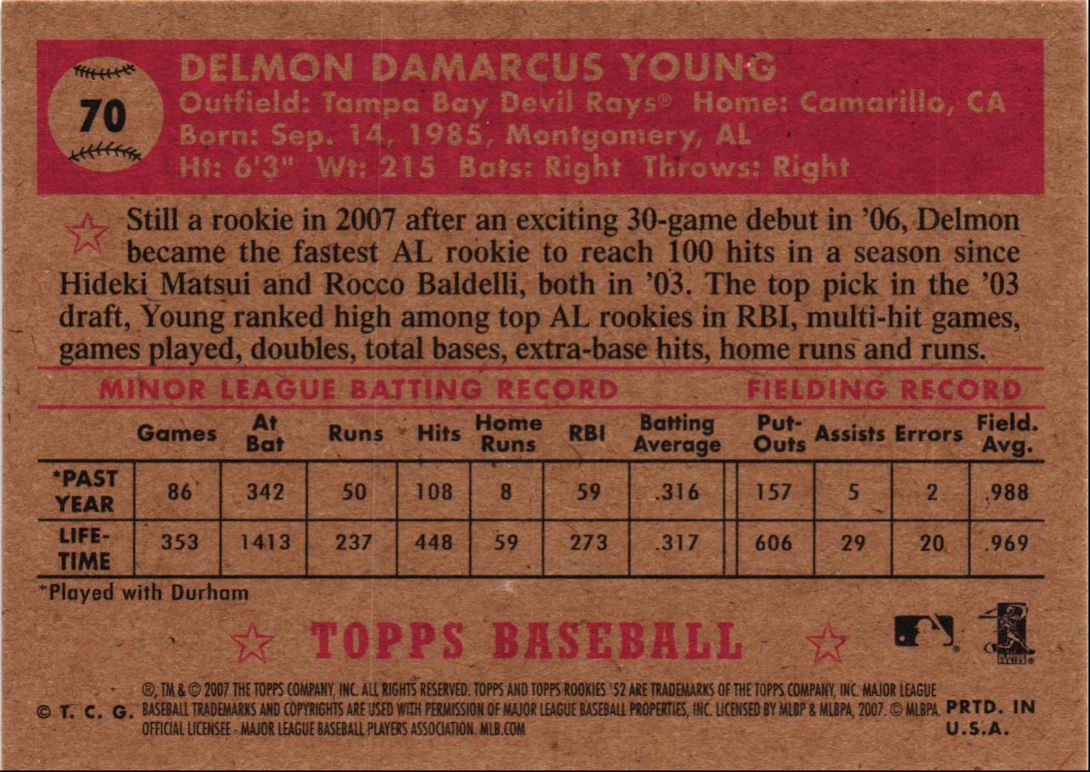 70
DELMON DAMARCUS YOUNG
Outfield: Tampa Bay Devil Rays® Home: Camarillo, CA
Born: Sep. 14, 1985, Montgomery, AL
Ht: 6'3" Wt: 215 Bats: Right Throws: Right
Still a rookie in 2007 after an exciting 30-game debut in '06, Delmon
became the fastest AL rookie to reach 100 hits in a season since
Hideki Matsui and Rocco Baldelli, both in '03. The top pick in the '03
draft, Young ranked high among top AL rookies in RBI, multi-hit games,
games played, doubles, total bases, extra-base hits, home runs and runs.
MINOR LEAGUE BATTING RECORD FIELDING RECORD
Games At Bat Runs Hits Home Runs RBI Batting Average Put-Outs Assists Errors Field. Avg.
*PAST YEAR 86 342 50 108 8 59 .316 157 5 2 .988
LIFE-TIME 353 1413 237 448 59 273 .317 606 29 20 .969
*Played with Durham
TOPPS BASEBALL
®, TM & © 2007 THE TOPPS COMPANY, INC. ALL RIGHTS RESERVED. TOPPS AND TOPPS ROOKIES '52 ARE TRADEMARKS OF THE TOPPS COMPANY, INC. MAJOR LEAGUE
© T. C. G. BASEBALL TRADEMARKS AND COPYRIGHTS ARE USED WITH PERMISSION OF MAJOR LEAGUE BASEBALL PROPERTIES, INC. LICENSED BY MLBP & MLBPA, 2007. © MLBPA PRTD. IN
OFFICIAL LICENSEE - MAJOR LEAGUE BASEBALL PLAYERS ASSOCIATION. MLB.COM U.S.A.